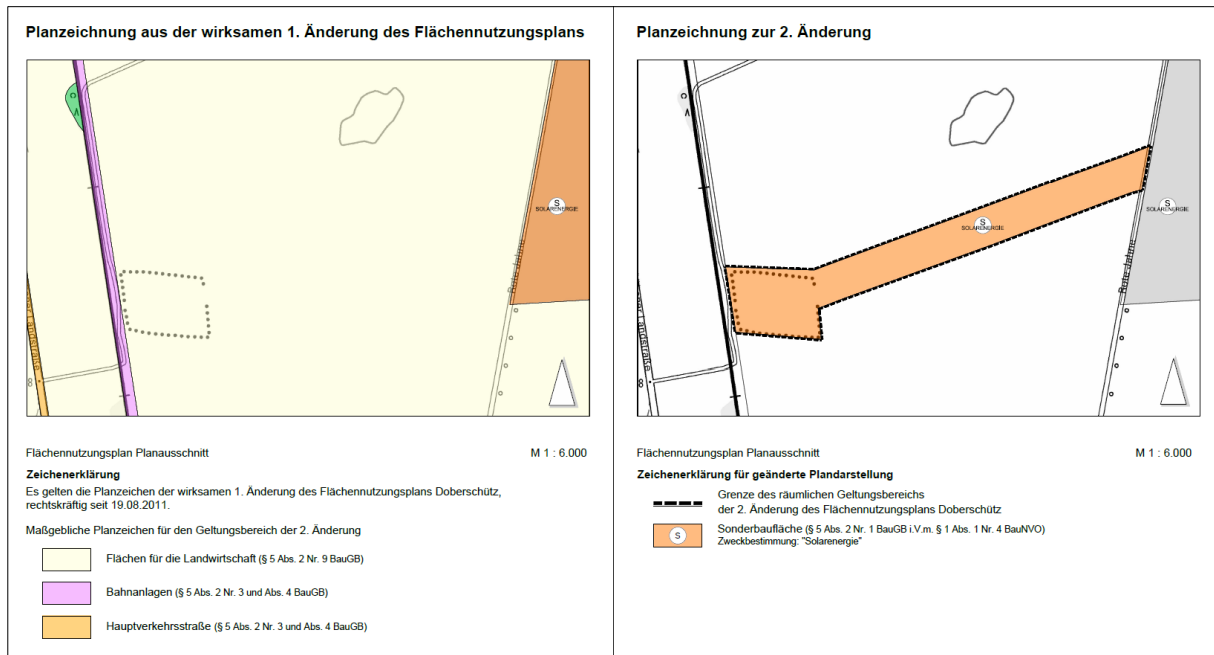 Planzeichnung aus der wirksamen 1. Änderung des Flächennutzungsplans
S
SOLARENERGIE
Flächennutzungsplan Planausschnitt
M 1 : 6.000
Zeichenerklärung
Es gelten die Planzeichen der wirksamen 1. Änderung des Flächennutzungsplans Doberschütz,
rechtskräftig seit 19.08.2011.
Maßgebliche Planzeichen für den Geltungsbereich der 2. Änderung
Flächen für die Landwirtschaft (§ 5 Abs. 2 Nr. 9 BauGB)
Bahnanlagen (§ 5 Abs. 2 Nr. 3 und Abs. 4 BauGB)
Hauptverkehrsstraße (§ 5 Abs. 2 Nr. 3 und Abs. 4 BauGB)
Planzeichnung zur 2. Änderung
S
SOLARENERGIE
S
SOLARENERGIE
Flächennutzungsplan Planausschnitt
M 1 : 6.000
Zeichenerklärung für geänderte Plandarstellung
Grenze des räumlichen Geltungsbereichs
der 2. Änderung des Flächennutzungsplans Doberschütz
S
Sonderbaufläche (§ 5 Abs. 2 Nr. 1 BauGB i.V.m. § 1 Abs. 1 Nr. 4 BauNVO)
Zweckbestimmung: "Solarenergie"